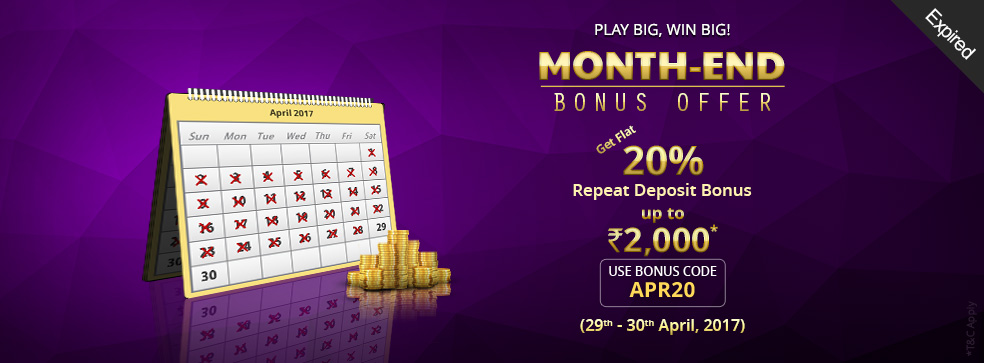 Expired
PLAY BIG, WIN BIG!
MONTH-END
BONUS OFFER
Get Flat
20%
Repeat Deposit Bonus
up to
₹2,000*
USE BONUS CODE
APR20
(29th - 30th April, 2017)
*T&C Apply
April 2017
Sun Mon Tue Wed Thu Fri Sat
1
2 3 4 5 6 7 8
9 10 11 12 13 14 15
16 17 18 19 20 21 22
23 24 25 26 27 28 29
30